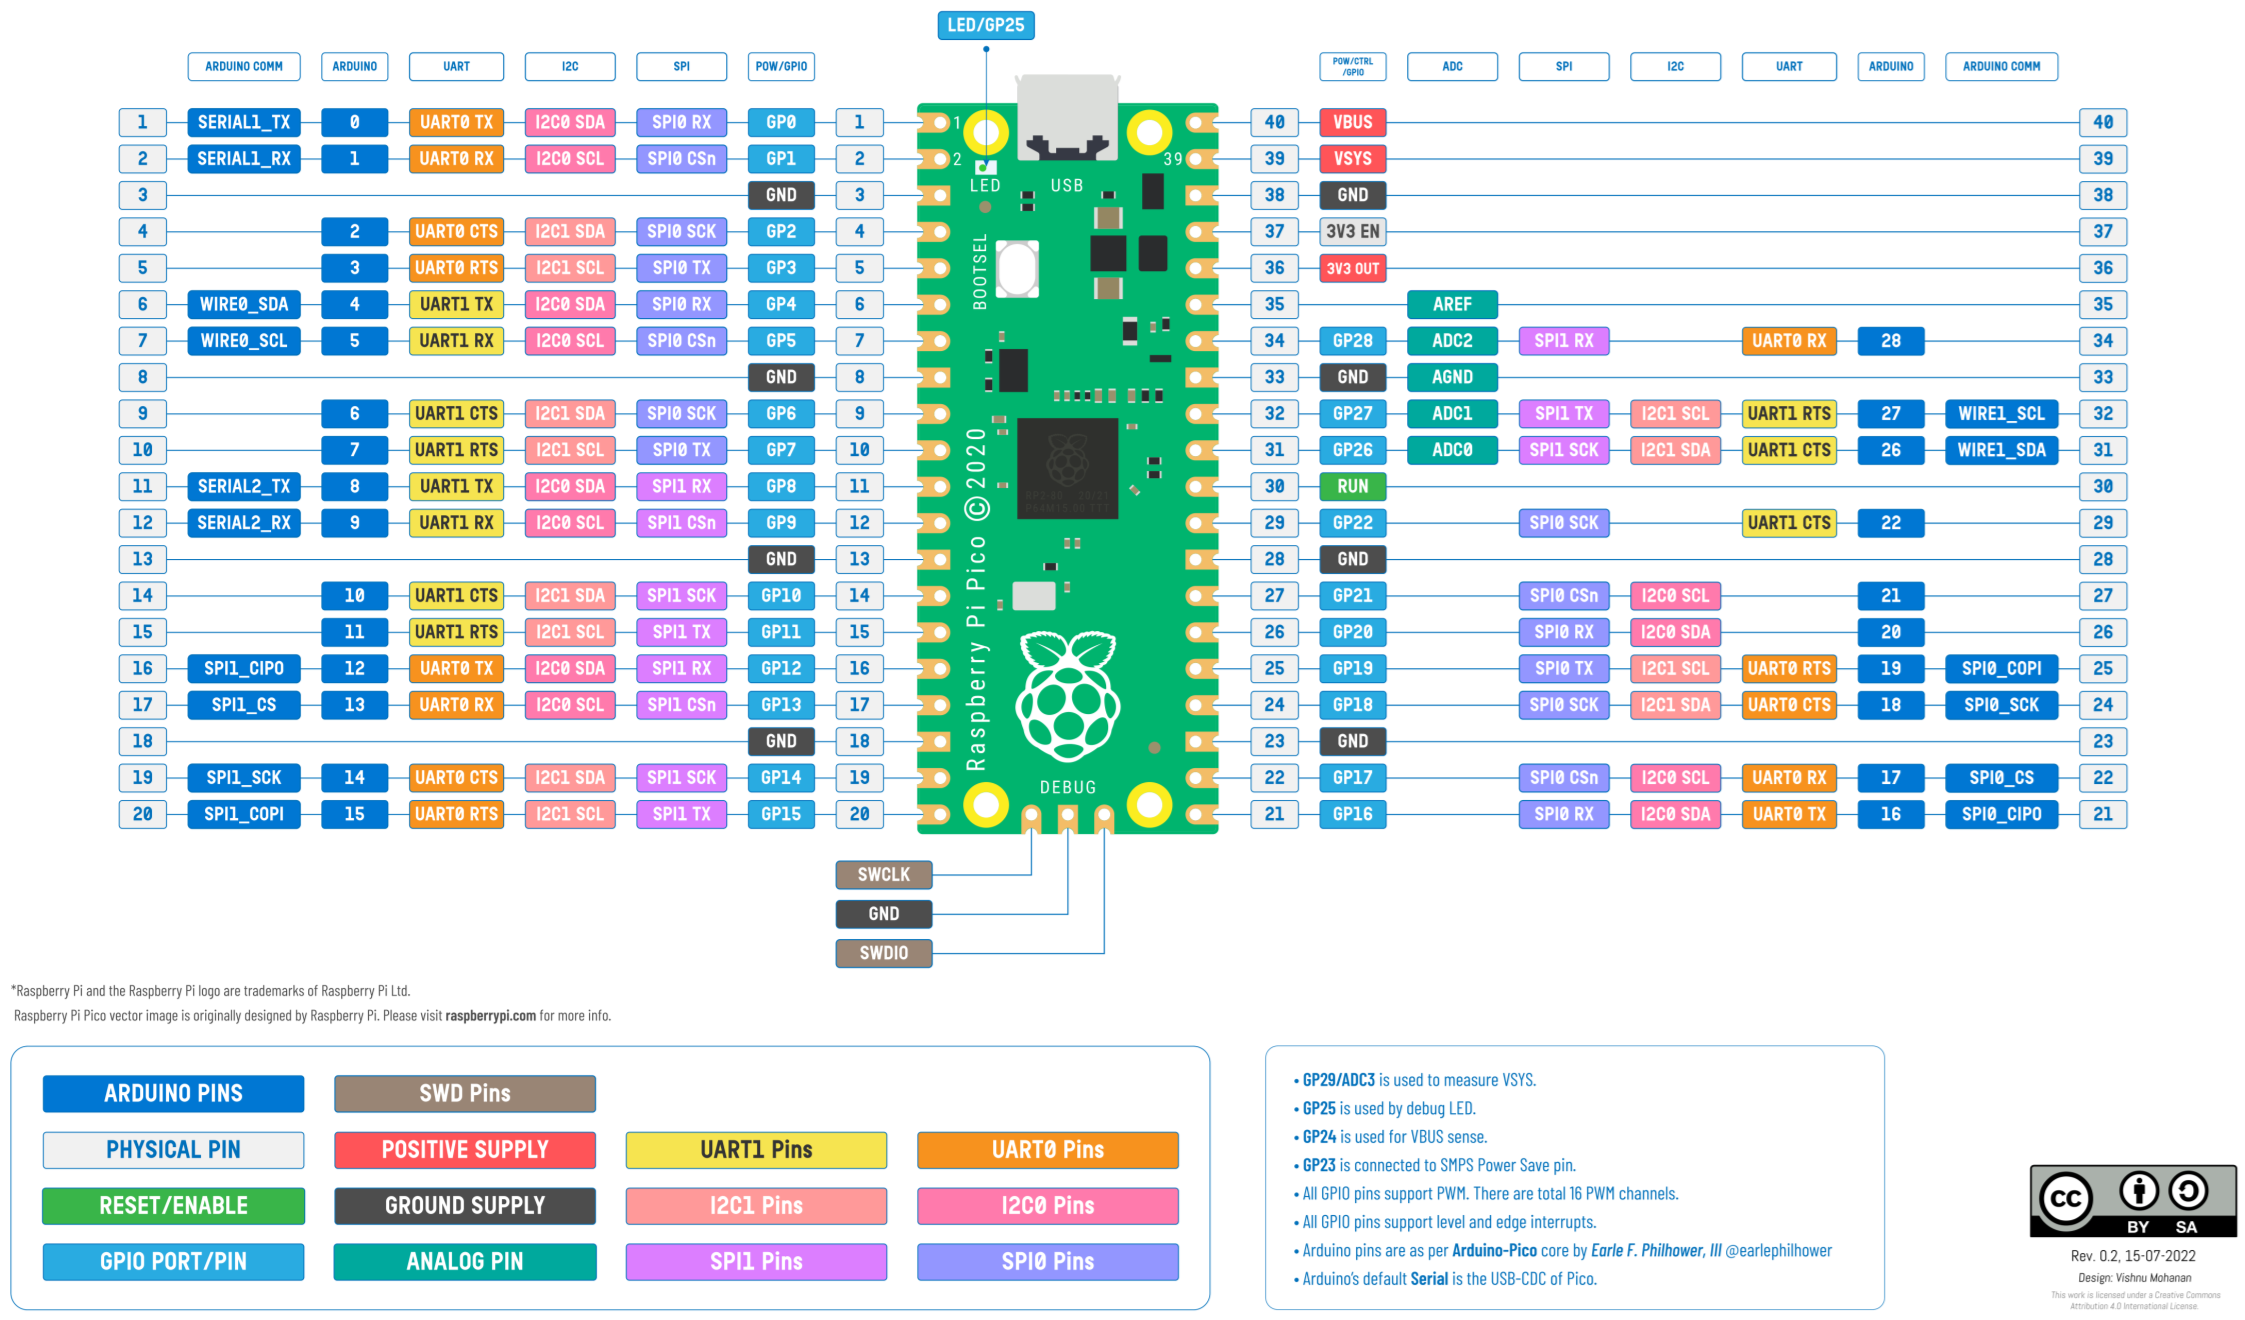 LED/GP25
ARDUINO COMM ARDUINO UART I2C SPI POW/GPIO
POW/CTRL
/GPIO
ADC SPI I2C UART ARDUINO ARDUINO COMM
1 SERIAL1_TX 0 UART0 TX I2C0 SDA SPI0 RX GP0 1 1 40 VBUS 40
2 SERIAL1_RX 1 UART0 RX I2C0 SCL SPI0 CSn GP1 2 2 39 39 VSYS 39
3 GND 3 LED USB 38 GND 38
4 2 UART0 CTS I2C1 SDA SPI0 SCK GP2 4 37 3V3 EN 37
5 3 UART0 RTS I2C1 SCL SPI0 TX GP3 5 BOOTSEL 36 3V3 OUT 36
6 WIRE0_SDA 4 UART1 TX I2C0 SDA SPI0 RX GP4 6 35 AREF 35
7 WIRE0_SCL 5 UART1 RX I2C0 SCL SPI0 CSn GP5 7 34 GP28 ADC2 SPI1 RX UART0 RX 28 34
8 GND 8 33 GND AGND 33
9 6 UART1 CTS I2C1 SDA SPI0 SCK GP6 9 32 GP27 ADC1 SPI1 TX I2C1 SCL UART1 RTS 27 WIRE1_SCL 32
10 7 UART1 RTS I2C1 SCL SPI0 TX GP7 10 31 GP26 ADC0 SPI1 SCK I2C1 SDA UART1 CTS 26 WIRE1_SDA 31
11 SERIAL2_TX 8 UART1 TX I2C0 SDA SPI1 RX GP8 11 30 RUN 30
12 SERIAL2_RX 9 UART1 RX I2C0 SCL SPI1 CSn GP9 12 29 GP22 SPI0 SCK UART1 CTS 22 29
13 GND 13 28 GND 28
14 10 UART1 CTS I2C1 SDA SPI1 SCK GP10 14 27 GP21 SPI0 CSn I2C0 SCL 21 27
15 11 UART1 RTS I2C1 SCL SPI1 TX GP11 15 26 GP20 SPI0 RX I2C0 SDA 20 26
16 SPI1_CIPO 12 UART0 TX I2C0 SDA SPI1 RX GP12 16 25 GP19 SPI0 TX I2C1 SCL UART0 RTS 19 SPI0_COPI 25
17 SPI1_CS 13 UART0 RX I2C0 SCL SPI1 CSn GP13 17 24 GP18 SPI0 SCK I2C1 SDA UART0 CTS 18 SPI0_SCK 24
18 GND 18 23 GND 23
19 SPI1_SCK 14 UART0 CTS I2C1 SDA SPI1 SCK GP14 19 22 GP17 SPI0 CSn I2C0 SCL UART0 RX 17 SPI0_CS 22
20 SPI1_COPI 15 UART0 RTS I2C1 SCL SPI1 TX GP15 20 21 GP16 SPI0 RX I2C0 SDA UART0 TX 16 SPI0_CIPO 21
Raspberry Pi Pico ©2020
DEBUG
SWCLK
GND
SWDIO
*Raspberry Pi and the Raspberry Pi logo are trademarks of Raspberry Pi Ltd.
Raspberry Pi Pico vector image is originally designed by Raspberry Pi. Please visit raspberrypi.com for more info.
ARDUINO PINS SWD Pins
PHYSICAL PIN POSITIVE SUPPLY UART1 Pins UART0 Pins
RESET/ENABLE GROUND SUPPLY I2C1 Pins I2C0 Pins
GPIO PORT/PIN ANALOG PIN SPI1 Pins SPI0 Pins
• GP29/ADC3 is used to measure VSYS.
• GP25 is used by debug LED.
• GP24 is used for VBUS sense.
• GP23 is connected to SMPS Power Save pin.
• All GPIO pins support PWM. There are total 16 PWM channels.
• All GPIO pins support level and edge interrupts.
• Arduino pins are as per Arduino-Pico core by Earle F. Philhower, III @earlephilhower
• Arduino's default Serial is the USB-CDC of Pico.
cc BY SA
Rev. 0.2, 15-07-2022
Design: Vishnu Mohanan
This work is licensed under a Creative Commons
Attribution 4.0 International License.